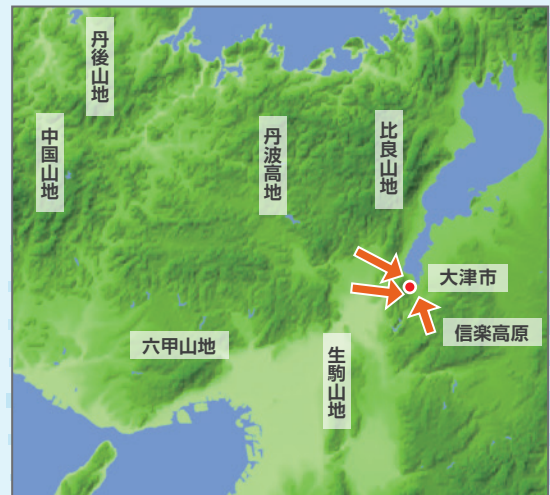 丹後山地
中国山地
丹波高地
比良山地
大津市
信楽高原
六甲山地
生駒山地